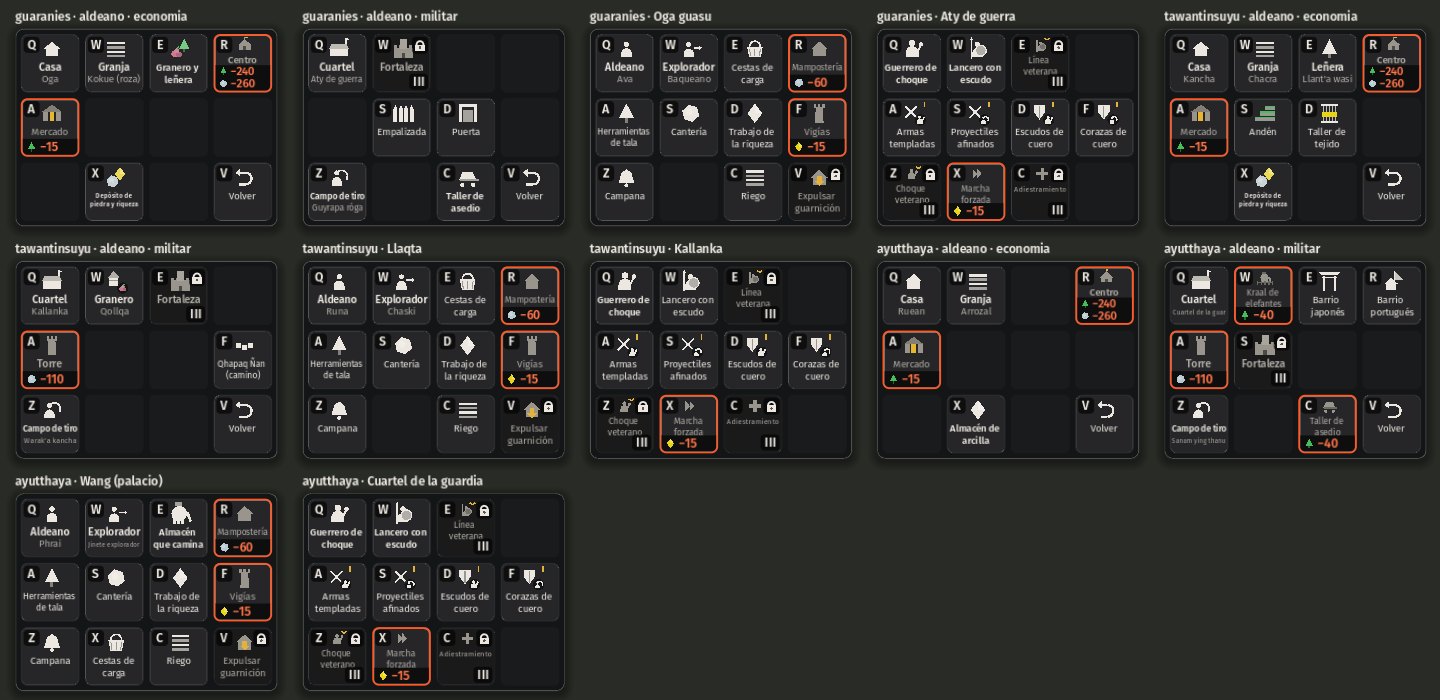 guaranies · aldeano · economia
Q
Casa
Oga
W
Granja
Kokue (roza)
E
Granero y
leñera
R
Centro
-240
-260
A
Mercado
-15
X
Depósito de
piedra y riqueza
V
Volver
guaranies · aldeano · militar
Q
Cuartel
Aty de guerra
W
Fortaleza
III
S
Empalizada
D
Puerta
Z
Campo de tiro
Guyrapa róga
C
Taller de
asedio
V
Volver
guaranies · Oga guasu
Q
Aldeano
Ava
W
Explorador
Baqueano
E
Cestas de
carga
R
Mampostería
-60
A
Herramientas
de tala
S
Cantería
D
Trabajo de
la riqueza
F
Vigías
-15
Z
Campana
C
Riego
V
Expulsar
guarnición
guaranies · Aty de guerra
Q
Guerrero de
choque
W
Lancero con
escudo
E
Línea
veterana
III
A
Armas
templadas
S
Proyectiles
afinados
D
Escudos de
cuero
F
Corazas de
cuero
Z
Choque
veterano
III
X
Marcha
forzada
-15
C
Adiestramiento
III
tawantinsuyu · aldeano · economia
Q
Casa
Kancha
W
Granja
Chacra
E
Leñera
Llant'a wasi
R
Centro
-240
-260
A
Mercado
-15
S
Andén
D
Taller de
tejido
X
Depósito de
piedra y riqueza
V
Volver
tawantinsuyu · aldeano · militar
Q
Cuartel
Kallanka
W
Granero
Qollqa
E
Fortaleza
III
A
Torre
-110
F
Qhapaq Ñan
(camino)
Z
Campo de tiro
Warak'a kancha
V
Volver
tawantinsuyu · Llaqta
Q
Aldeano
Runa
W
Explorador
Chaski
E
Cestas de
carga
R
Mampostería
-60
A
Herramientas
de tala
S
Cantería
D
Trabajo de
la riqueza
F
Vigías
-15
Z
Campana
C
Riego
V
Expulsar
guarnición
tawantinsuyu · Kallanka
Q
Guerrero de
choque
W
Lancero con
escudo
E
Línea
veterana
III
A
Armas
templadas
S
Proyectiles
afinados
D
Escudos de
cuero
F
Corazas de
cuero
Z
Choque
veterano
III
X
Marcha
forzada
-15
C
Adiestramiento
III
ayutthaya · aldeano · economia
Q
Casa
Ruean
W
Granja
Arrozal
R
Centro
-240
-260
A
Mercado
-15
X
Almacén de
arcilla
V
Volver
ayutthaya · aldeano · militar
Q
Cuartel
Cuartel de la guar
W
Kraal de
elefantes
-40
E
Barrio
japonés
R
Barrio
portugués
A
Torre
-110
S
Fortaleza
III
Z
Campo de tiro
Sanam ying thanu
C
Taller de
asedio
-40
V
Volver
ayutthaya · Wang (palacio)
Q
Aldeano
Phrai
W
Explorador
Jinete explorador
E
Almacén
que camina
R
Mampostería
-60
A
Herramientas
de tala
S
Cantería
D
Trabajo de
la riqueza
F
Vigías
-15
Z
Campana
X
Cestas de
carga
C
Riego
V
Expulsar
guarnición
ayutthaya · Cuartel de la guardia
Q
Guerrero de
choque
W
Lancero con
escudo
E
Línea
veterana
III
A
Armas
templadas
S
Proyectiles
afinados
D
Escudos de
cuero
F
Corazas de
cuero
Z
Choque
veterano
III
X
Marcha
forzada
-15
C
Adiestramiento
III